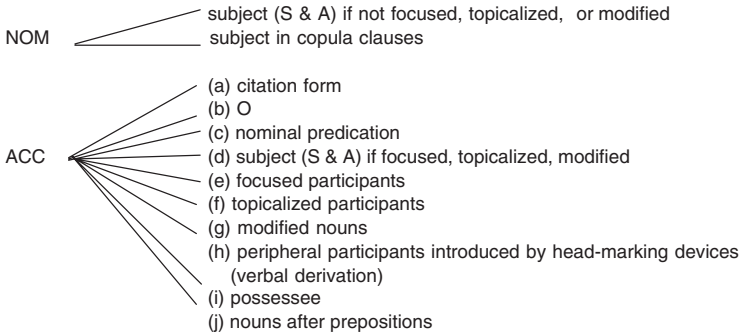 subject (S & A) if not focused, topicalized, or modified
NOM
subject in copula clauses
(a) citation form
(b) O
(c) nominal predication
ACC
(d) subject (S & A) if focused, topicalized, modified
(e) focused participants
(f) topicalized participants
(g) modified nouns
(h) peripheral participants introduced by head-marking devices
(verbal derivation)
(i) possessee
(j) nouns after prepositions